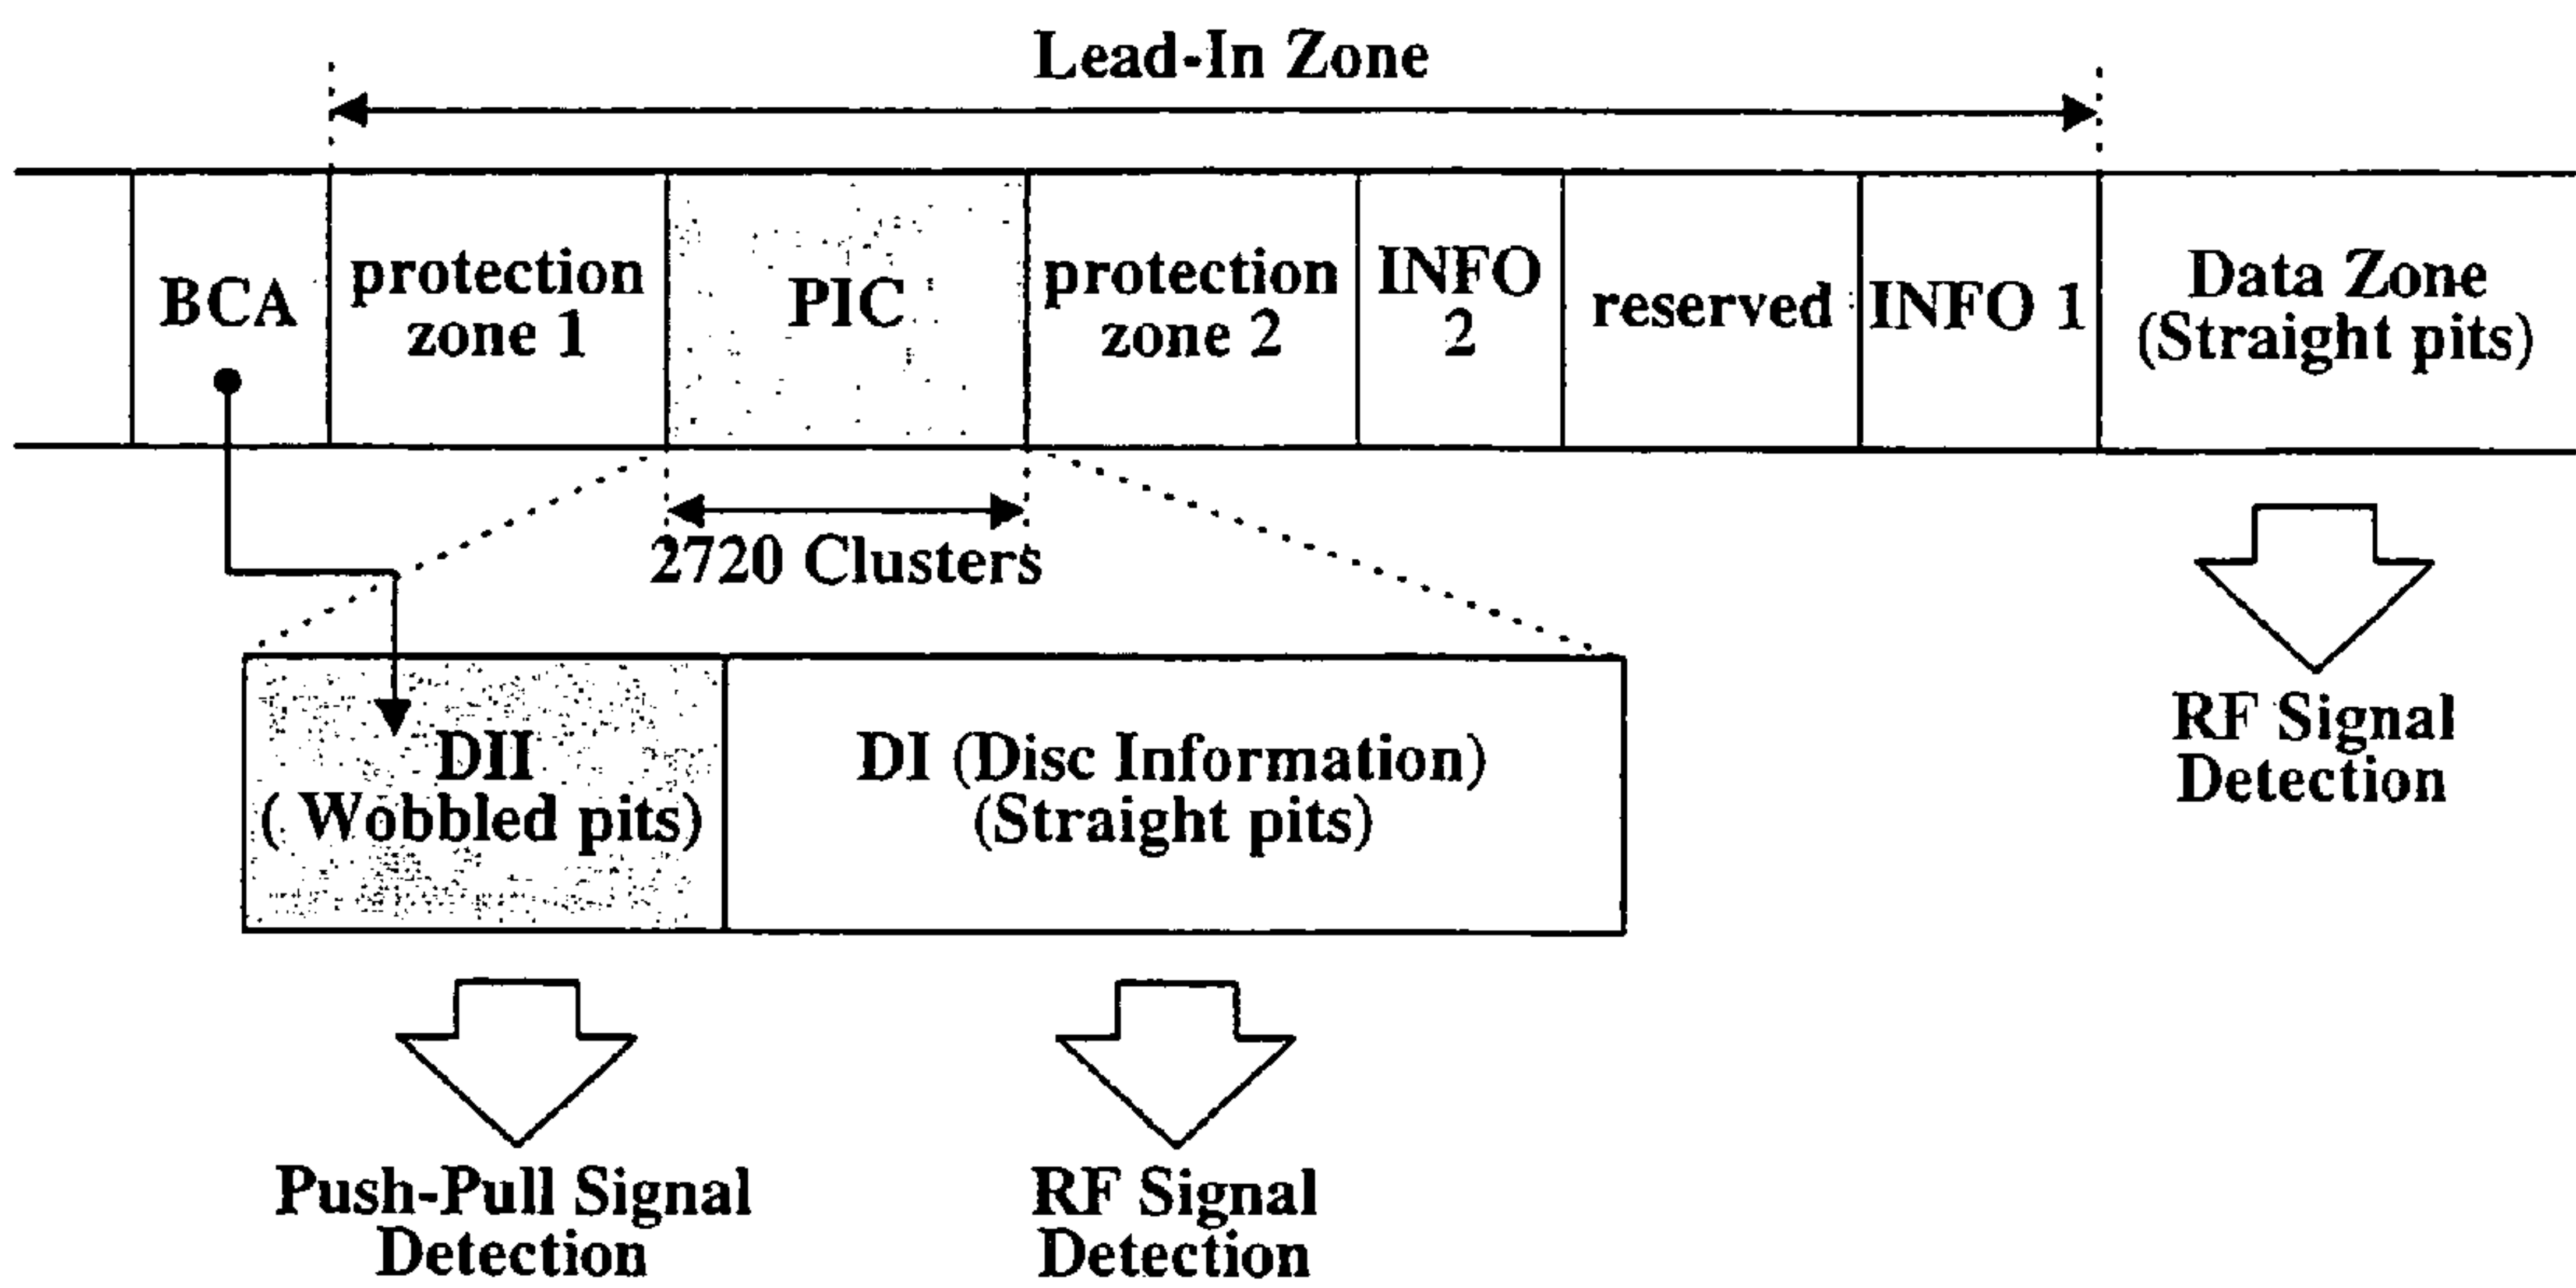 Lead-In Zone
BCA
protection
zone 1
PIC
protection
zone 2
INFO
2
reserved
INFO 1
Data Zone
(Straight pits)
2720 Clusters
RF Signal
Detection
DII
( Wobbled pits)
DI (Disc Information)
(Straight pits)
Push-Pull Signal
Detection
RF Signal
Detection